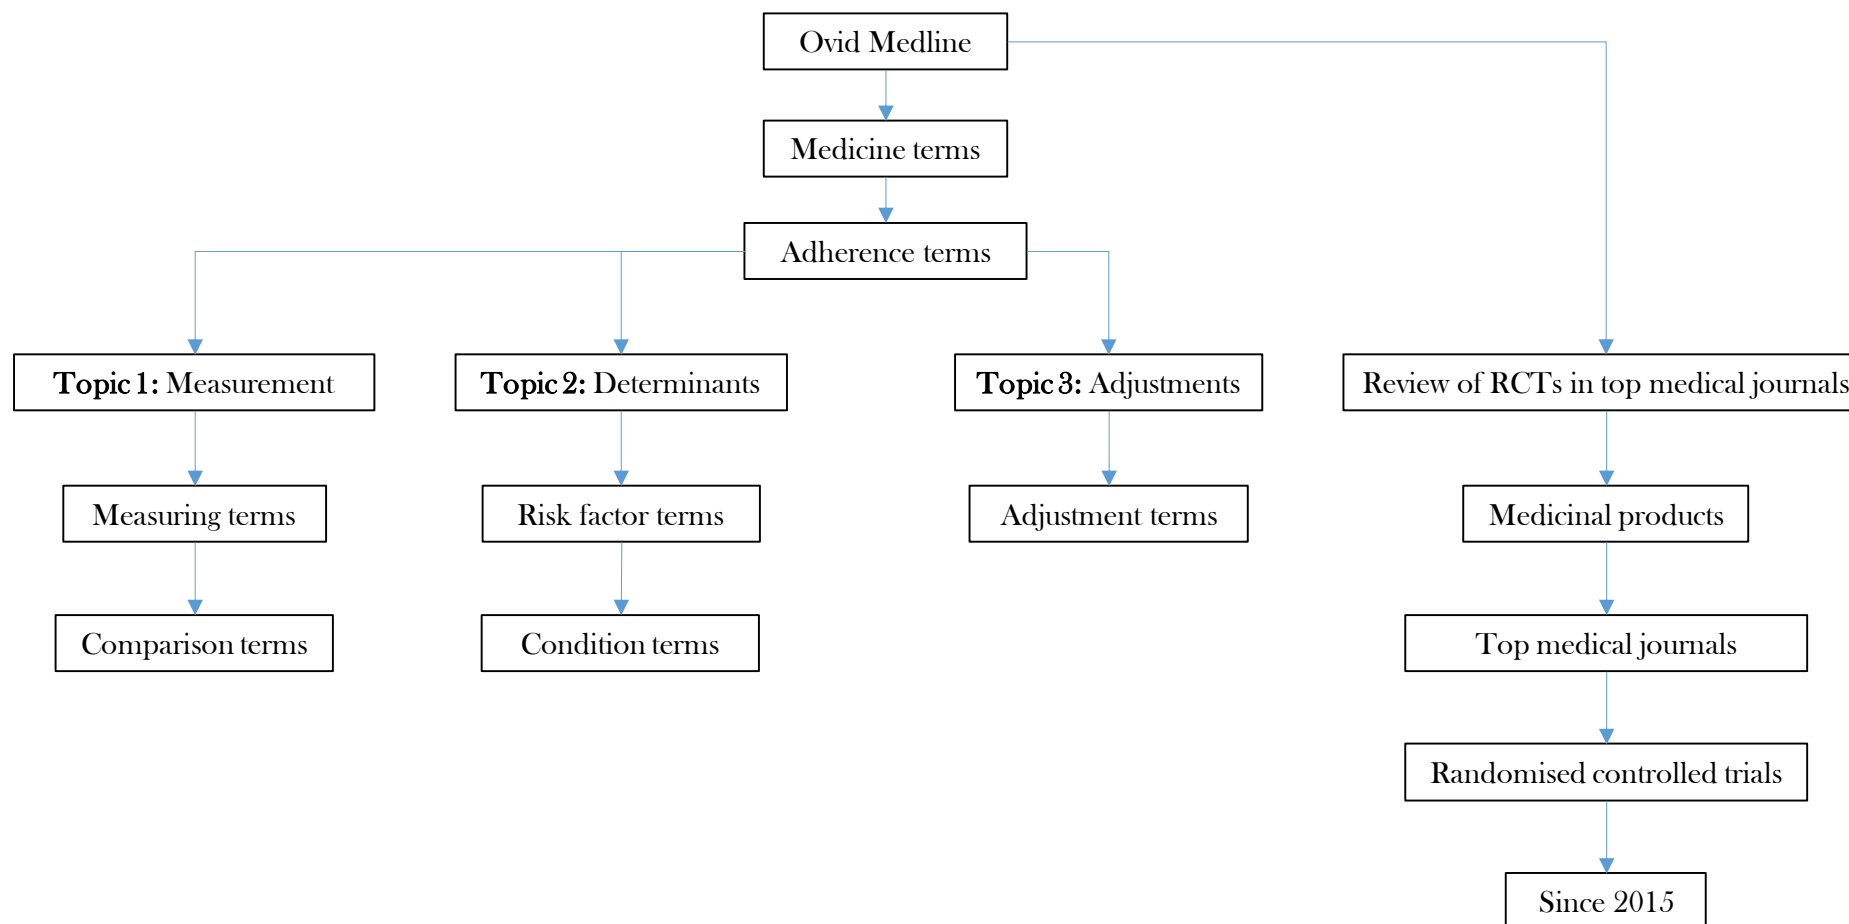 Ovid Medline
Medicine terms
Adherence terms
Topic 1: Measurement
Topic 2: Determinants
Topic 3: Adjustments
Review of RCTs in top medical journals
Measuring terms
Risk factor terms
Adjustment terms
Medicinal products
Comparison terms
Condition terms
Top medical journals
Randomised controlled trials
Since 2015